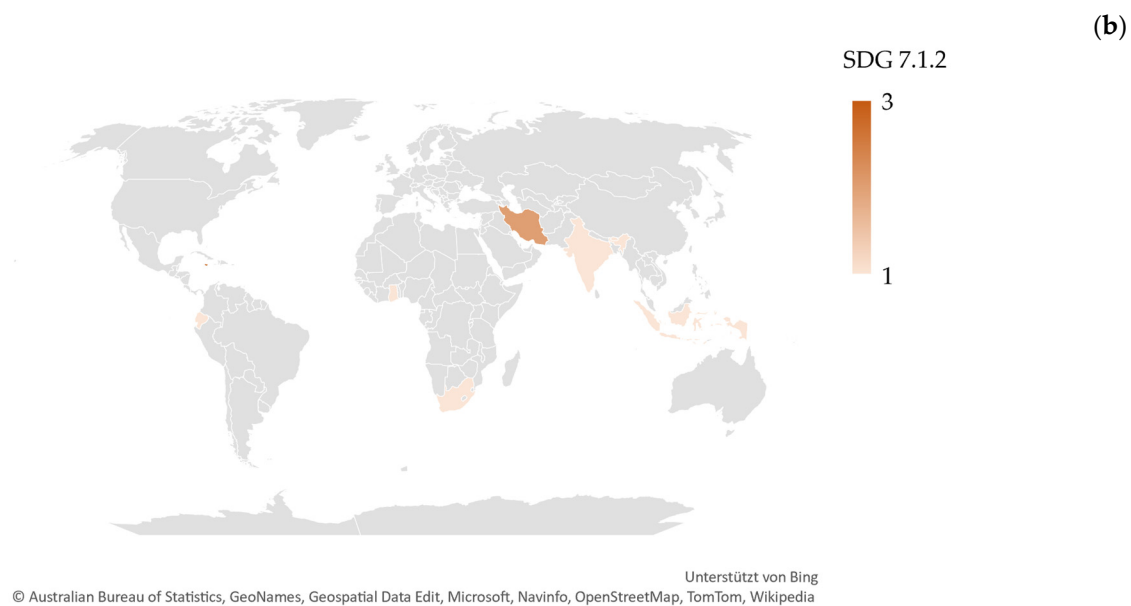 (b)
SDG 7.1.2
3
1
Unterstützt von Bing
© Australian Bureau of Statistics, GeoNames, Geospatial Data Edit, Microsoft, Navinfo, OpenStreetMap, TomTom, Wikipedia